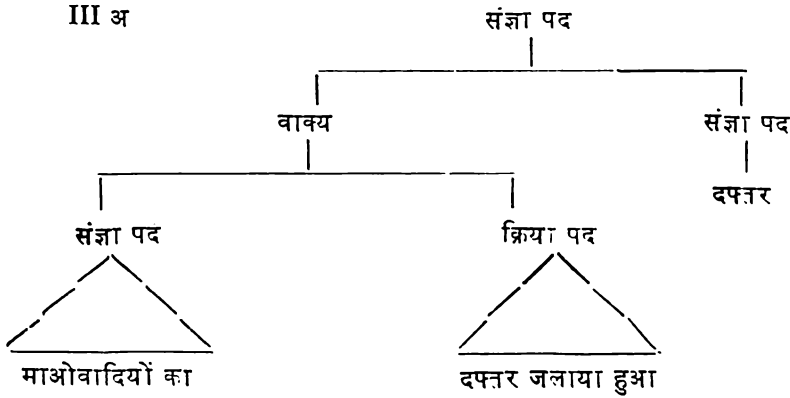 III अ
संज्ञा पद
वाक्य संज्ञा पद
दफ्तर
संज्ञा पद क्रिया पद
माओवादियों का दफ्तर जलाया हुआ